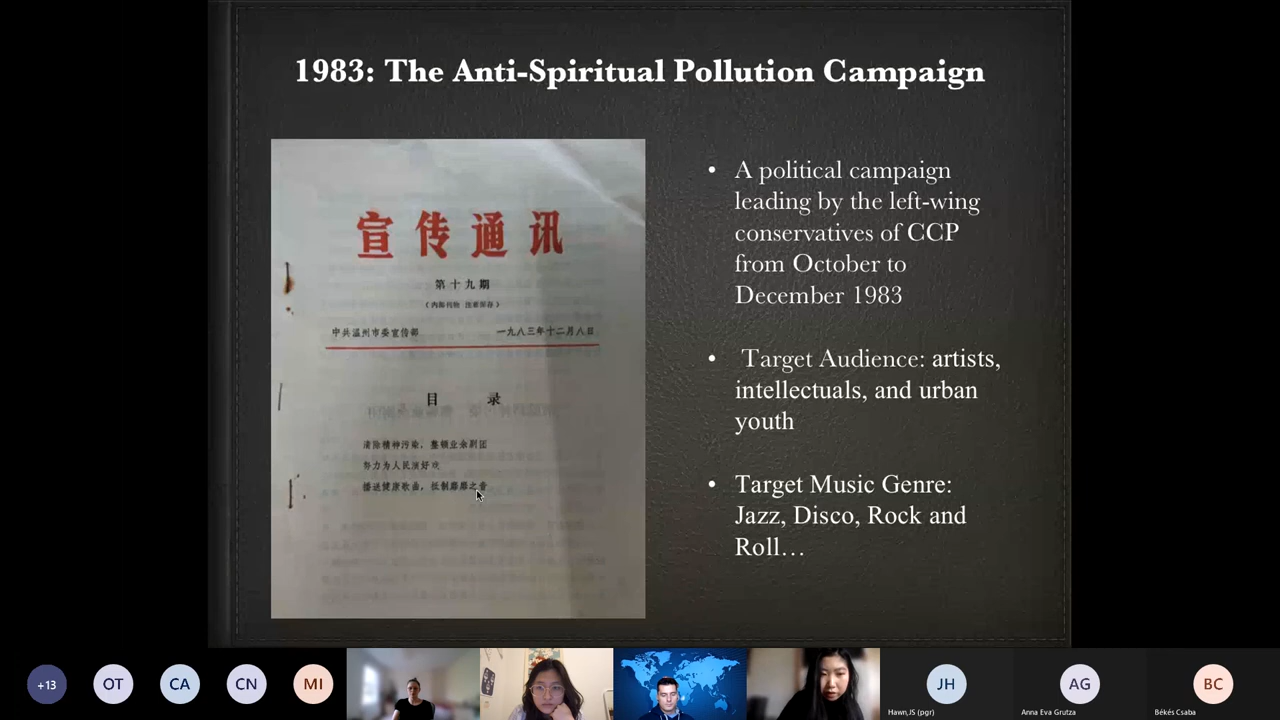 1983: The Anti-Spiritual Pollution Campaign
宣传通讯
第十九期
（内部刊物 注意保存）
中共温州市委宣传部 一九八三年十二月八日
目 录
清除精神污染，整顿业余剧团
努力为人民演好戏
播送健康歌曲，抵制靡靡之音
• A political campaign
leading by the left-wing
conservatives of CCP
from October to
December 1983
• Target Audience: artists,
intellectuals, and urban
youth
• Target Music Genre:
Jazz, Disco, Rock and
Roll…
+13
OT
CA
CN
MI
JH
Hawn,JS (pgr)
AG
Anna Eva Grutza
BC
Békés Csaba